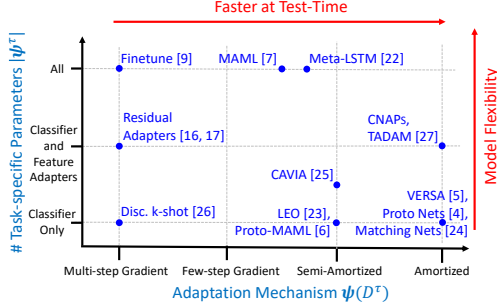 Faster at Test-Time
# Task-specific Parameters |ψ^τ|
Model Flexibility
All
Classifier
and
Feature
Adapters
Classifier
Only
Finetune [9]
MAML [7]
Meta-LSTM [22]
Residual
Adapters [16, 17]
CNAPs,
TADAM [27]
CAVIA [25]
Disc. k-shot [26]
LEO [23],
Proto-MAML [6]
VERSA [5],
Proto Nets [4],
Matching Nets [24]
Multi-step Gradient
Few-step Gradient
Semi-Amortized
Amortized
Adaptation Mechanism ψ(D^τ)